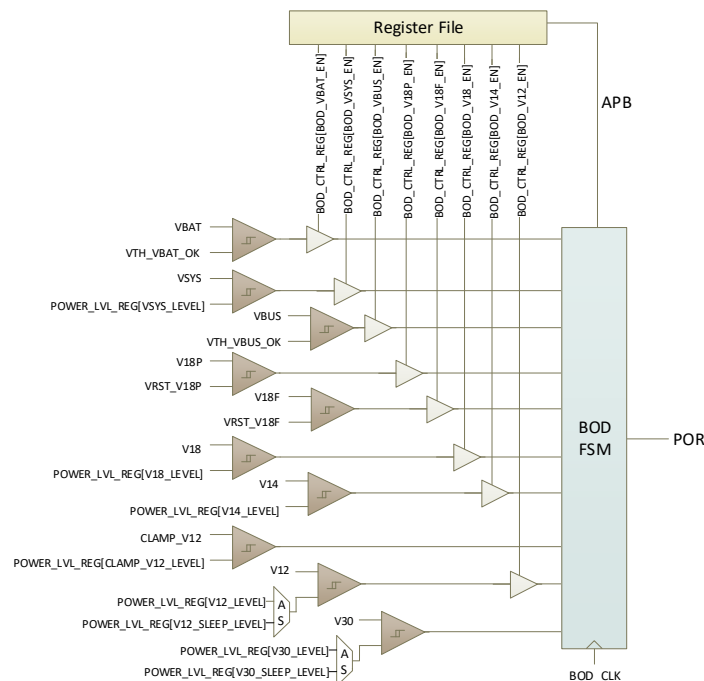 Register File
APB
BOD_CTRL_REG[BOD_VBAT_EN]
BOD_CTRL_REG[BOD_VSYS_EN]
BOD_CTRL_REG[BOD_VBUS_EN]
BOD_CTRL_REG[BOD_V18P_EN]
BOD_CTRL_REG[BOD_V18F_EN]
BOD_CTRL_REG[BOD_V18_EN]
BOD_CTRL_REG[BOD_V14_EN]
BOD_CTRL_REG[BOD_V12_EN]
VBAT
VTH_VBAT_OK
VSYS
POWER_LVL_REG[VSYS_LEVEL]
VBUS
VTH_VBUS_OK
V18P
VRST_V18P
V18F
VRST_V18F
V18
POWER_LVL_REG[V18_LEVEL]
V14
POWER_LVL_REG[V14_LEVEL]
CLAMP_V12
POWER_LVL_REG[CLAMP_V12_LEVEL]
V12
POWER_LVL_REG[V12_LEVEL]
A
POWER_LVL_REG[V12_SLEEP_LEVEL]
S
V30
POWER_LVL_REG[V30_LEVEL]
A
POWER_LVL_REG[V30_SLEEP_LEVEL]
S
BOD
FSM
POR
BOD_CLK